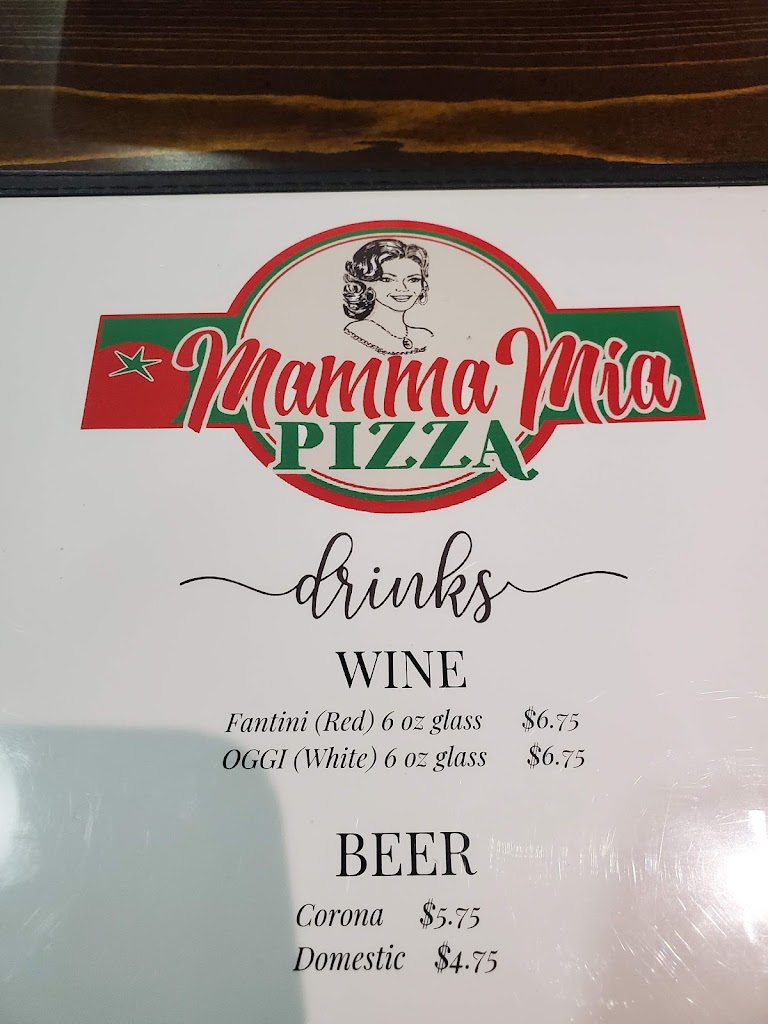 Mamma Mia
PIZZA
drinks
WINE
Fantini (Red) 6 oz glass $6.75
OGGI (White) 6 oz glass $6.75
BEER
Corona $5.75
Domestic $4.75